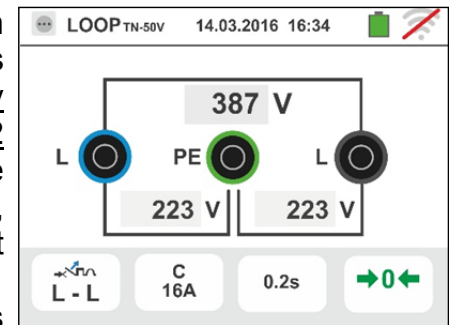 LOOP TN-50V 14.03.2016 16:34
387 V
L PE L
223 V 223 V
L - L
C
16A
0.2s
→0←